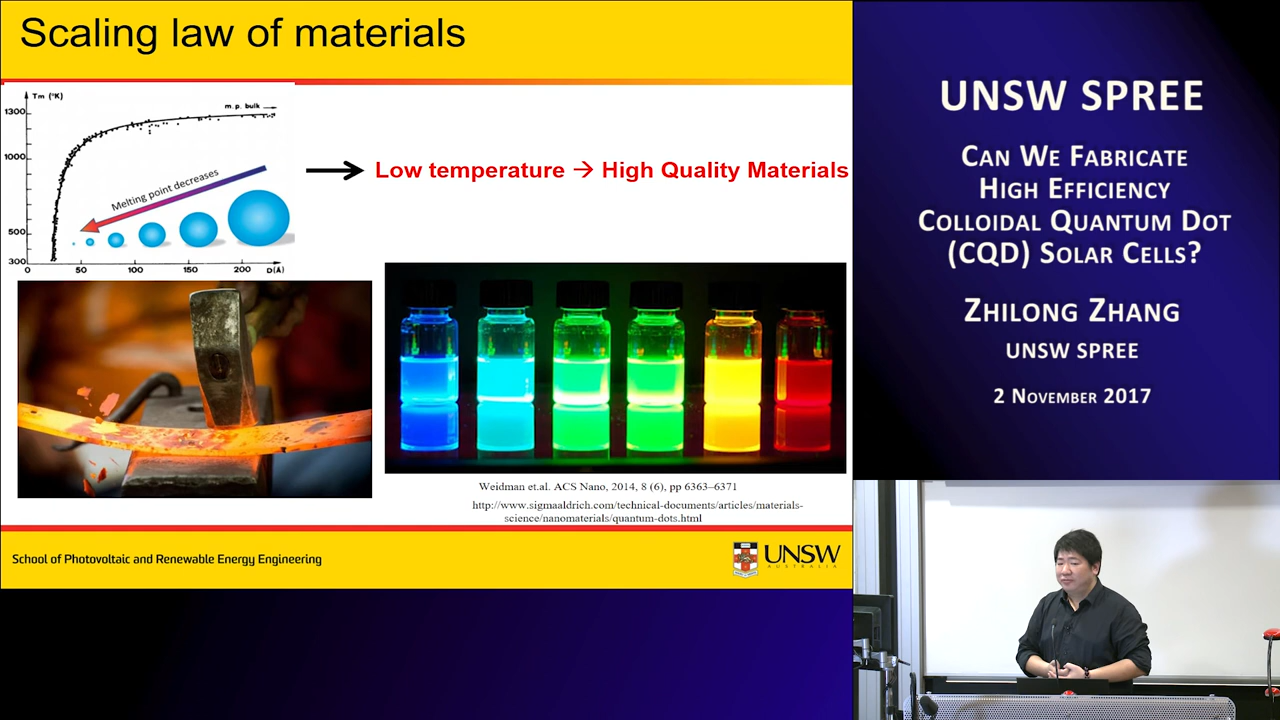 Scaling law of materials
Tm (°K)
m.p. bulk
1300
1000
500
300
0
50
100
150
200
D(Å)
Melting point decreases
Low temperature → High Quality Materials
Weidman et.al. ACS Nano, 2014, 8 (6), pp 6363–6371
http://www.sigmaaldrich.com/technical-documents/articles/materials-
science/nanomaterials/quantum-dots.html
School of Photovoltaic and Renewable Energy Engineering
UNSW
AUSTRALIA
UNSW SPREE
Can We Fabricate
High Efficiency
Colloidal Quantum Dot
(CQD) Solar Cells?
Zhilong Zhang
UNSW SPREE
2 November 2017